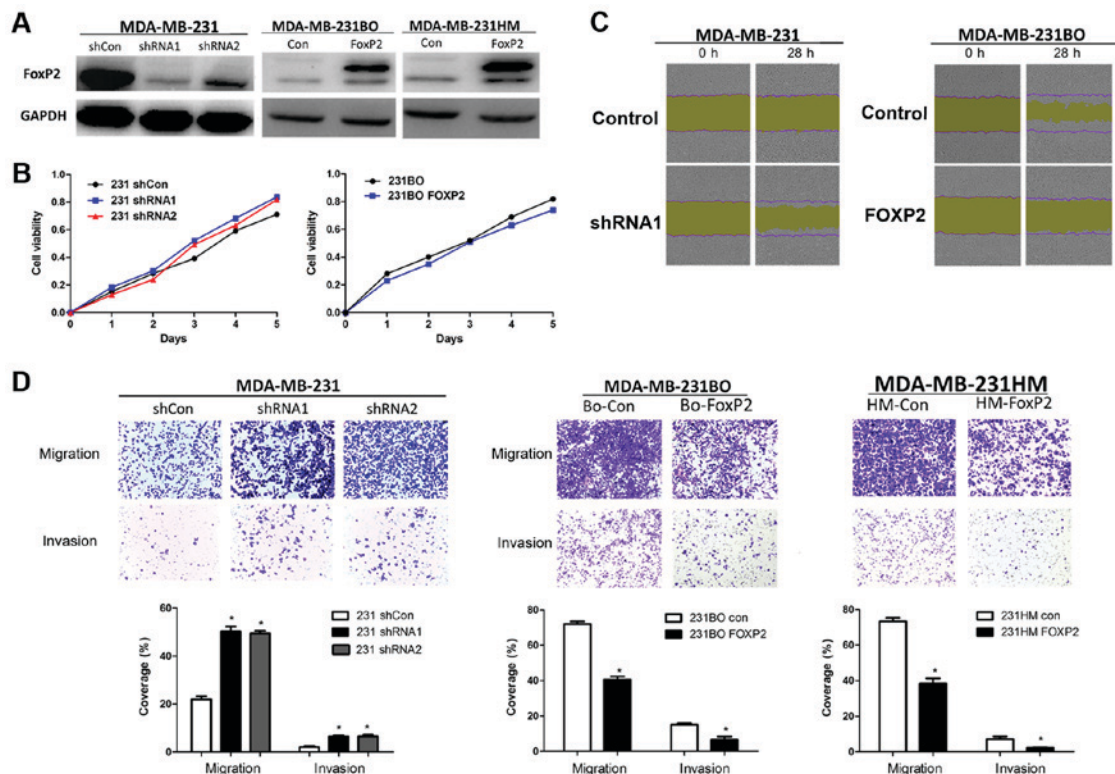 A
MDA-MB-231
MDA-MB-231BO
MDA-MB-231HM
shCon shRNA1 shRNA2
Con FoxP2
Con FoxP2
FoxP2
GAPDH
B
231 shCon
231 shRNA1
231 shRNA2
Cell viability
1.0
0.8
0.6
0.4
0.2
0.0
0 1 2 3 4 5
Days
231BO
231BO FOXP2
Cell viability
1.0
0.8
0.6
0.4
0.2
0.0
0 1 2 3 4 5
Days
C
MDA-MB-231
0 h 28 h
Control
shRNA1
MDA-MB-231BO
0 h 28 h
Control
FOXP2
D
MDA-MB-231
shCon shRNA1 shRNA2
Migration
Invasion
MDA-MB-231BO
Bo-Con Bo-FoxP2
Migration
Invasion
MDA-MB-231HM
HM-Con HM-FoxP2
Migration
Invasion
Coverage (%)
60
40
20
0
231 shCon
231 shRNA1
231 shRNA2
* *
* *
Migration Invasion
Coverage (%)
80
60
40
20
0
231BO con
231BO FOXP2
*
*
Migration Invasion
Coverage (%)
80
60
40
20
0
231HM con
231HM FOXP2
*
*
Migration Invasion